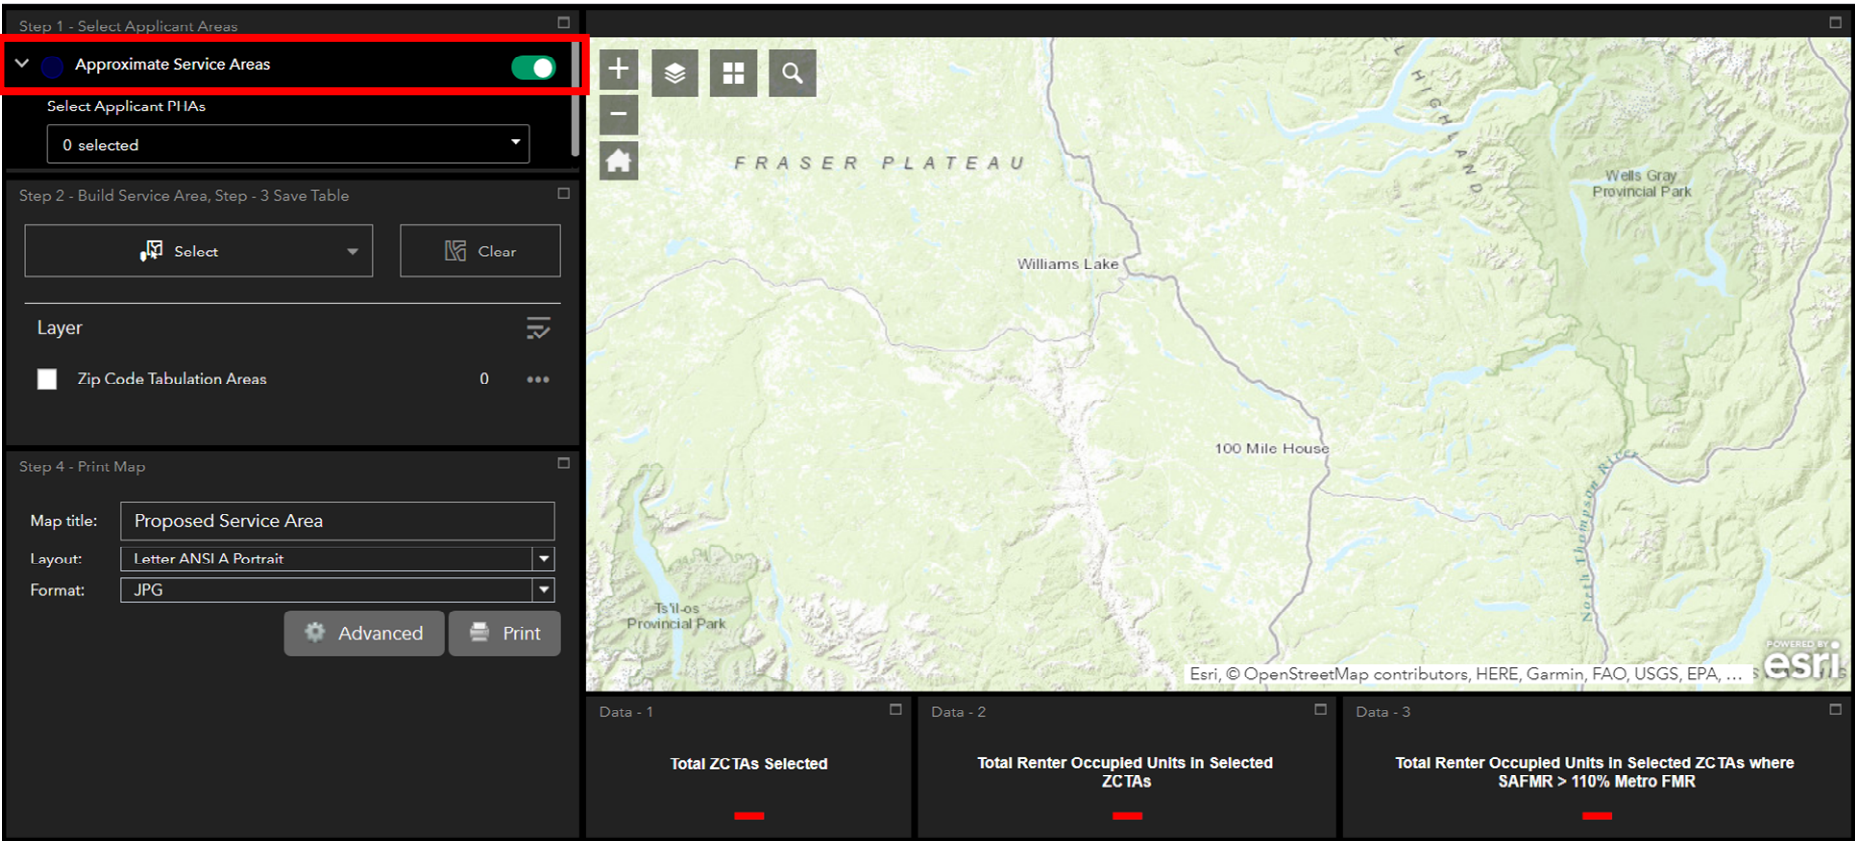 Step 1 - Select Applicant Areas
Approximate Service Areas
Select Applicant PHAs
0 selected
Step 2 - Build Service Area, Step - 3 Save Table
Select
Clear
Layer
Zip Code Tabulation Areas 0
Step 4 - Print Map
Map title: Proposed Service Area
Layout: Letter ANSI A Portrait
Format: JPG
Advanced
Print
HIGHLAND
FRASER PLATEAU
Wells Gray
Provincial Park
Williams Lake
100 Mile House
North Thompson River
Ts'il-os
Provincial Park
POWERED BY
esri
Esri, © OpenStreetMap contributors, HERE, Garmin, FAO, USGS, EPA, ...
Data - 1
Total ZCTAs Selected
Data - 2
Total Renter Occupied Units in Selected
ZCTAs
Data - 3
Total Renter Occupied Units in Selected ZCTAs where
SAFMR > 110% Metro FMR